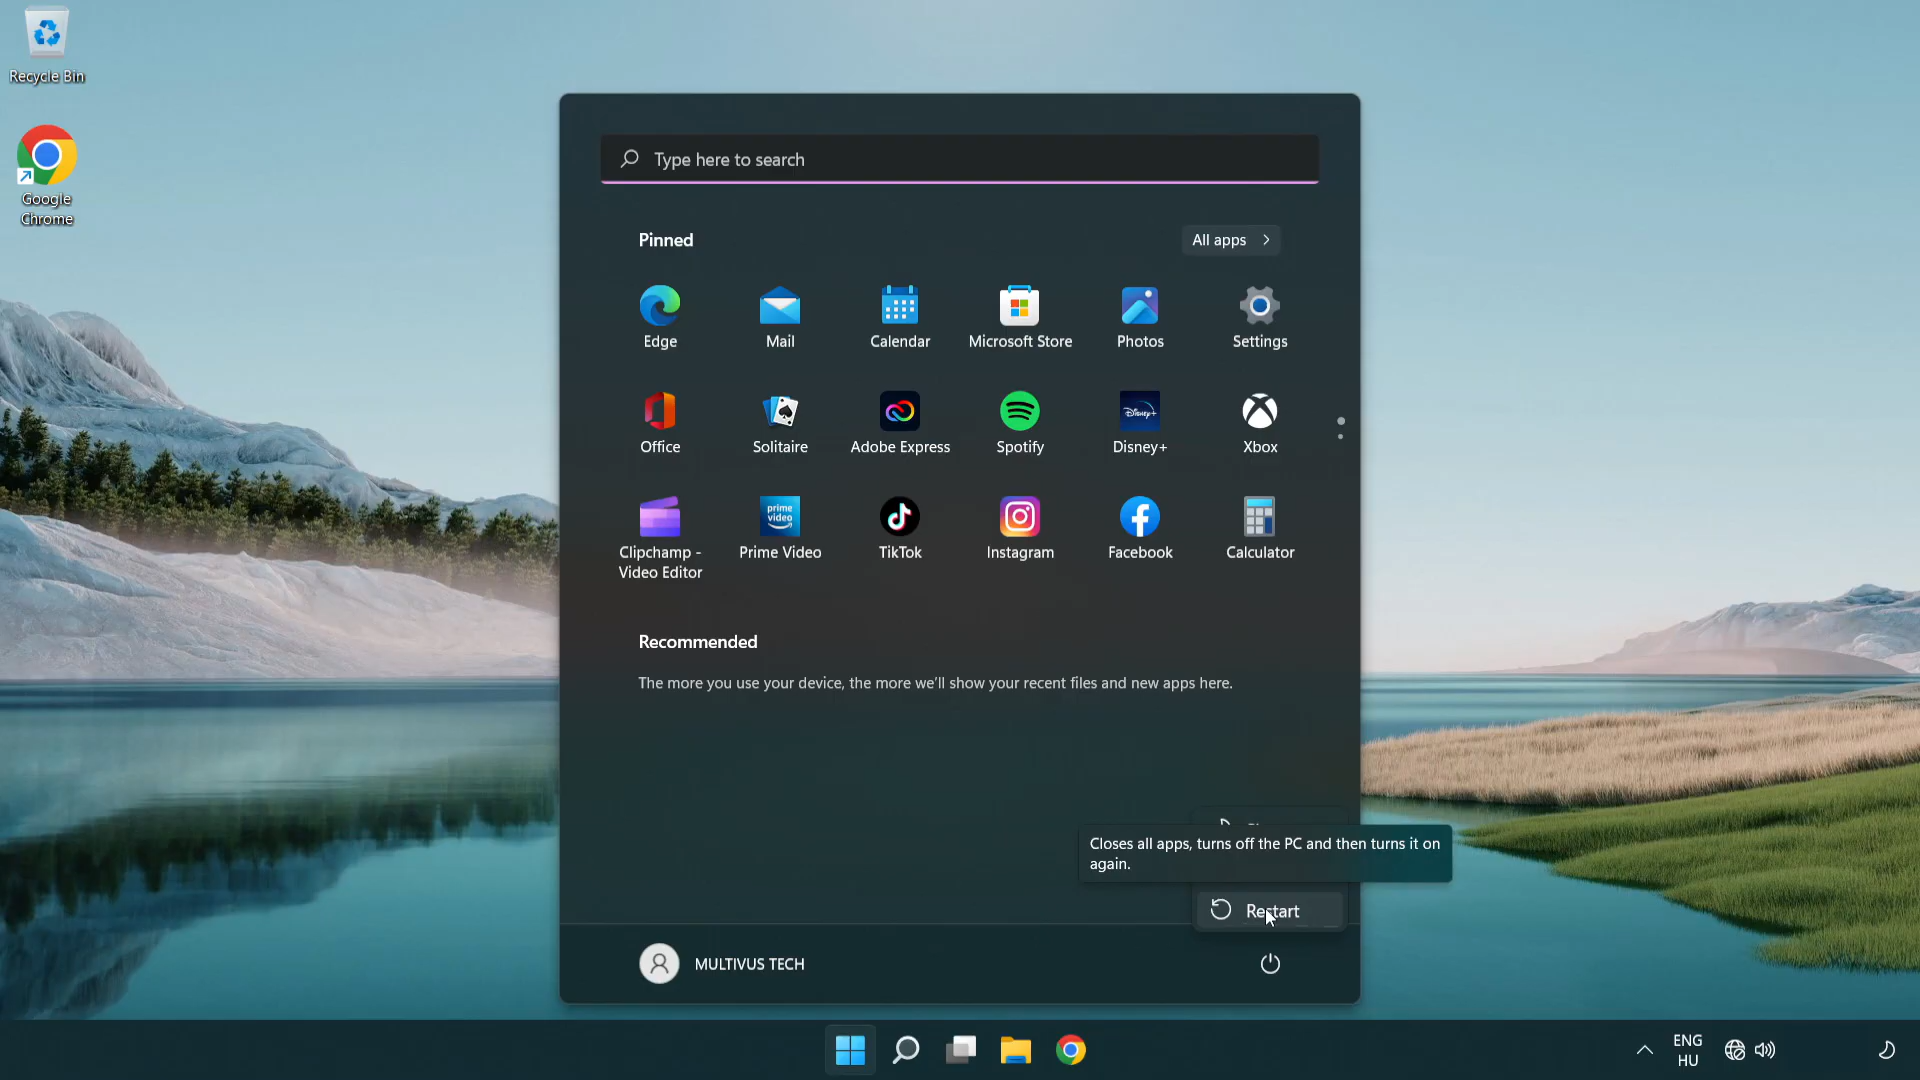 Recycle Bin
Google
Chrome
Type here to search
Pinned
All apps
Edge
Mail
Calendar
Microsoft Store
Photos
Settings
Office
Solitaire
Adobe Express
Spotify
Disney+
Disney+
Xbox
prime
video
Clipchamp -
Video Editor
Prime Video
TikTok
Instagram
Facebook
Calculator
Recommended
The more you use your device, the more we'll show your recent files and new apps here.
Closes all apps, turns off the PC and then turns it on
again.
Restart
MULTIVUS TECH
ENG
HU